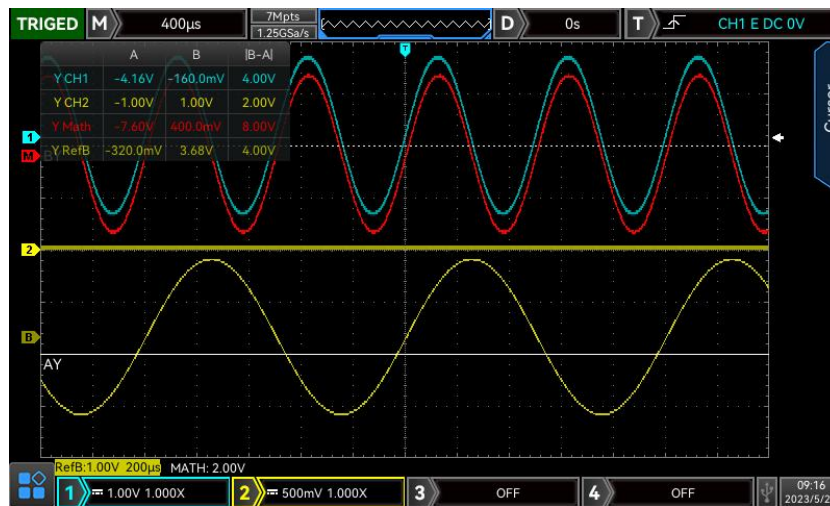 TRIGED M 400μs 7Mpts D 0s T CH1 E DC 0V
1.25GSa/s
T
A B |B-A|
Y CH1 -4.16V -160.0mV 4.00V
Y CH2 -1.00V 1.00V 2.00V
1
Y Math -7.60V 400.0mV 8.00V
M
Y RefB -320.0mV 3.68V 4.00V
2
B
AY
RefB:1.00V 200μs MATH: 2.00V
1 1.00V 1.000X 2 500mV 1.000X 3 OFF 4 OFF 09:16
2023/5/2